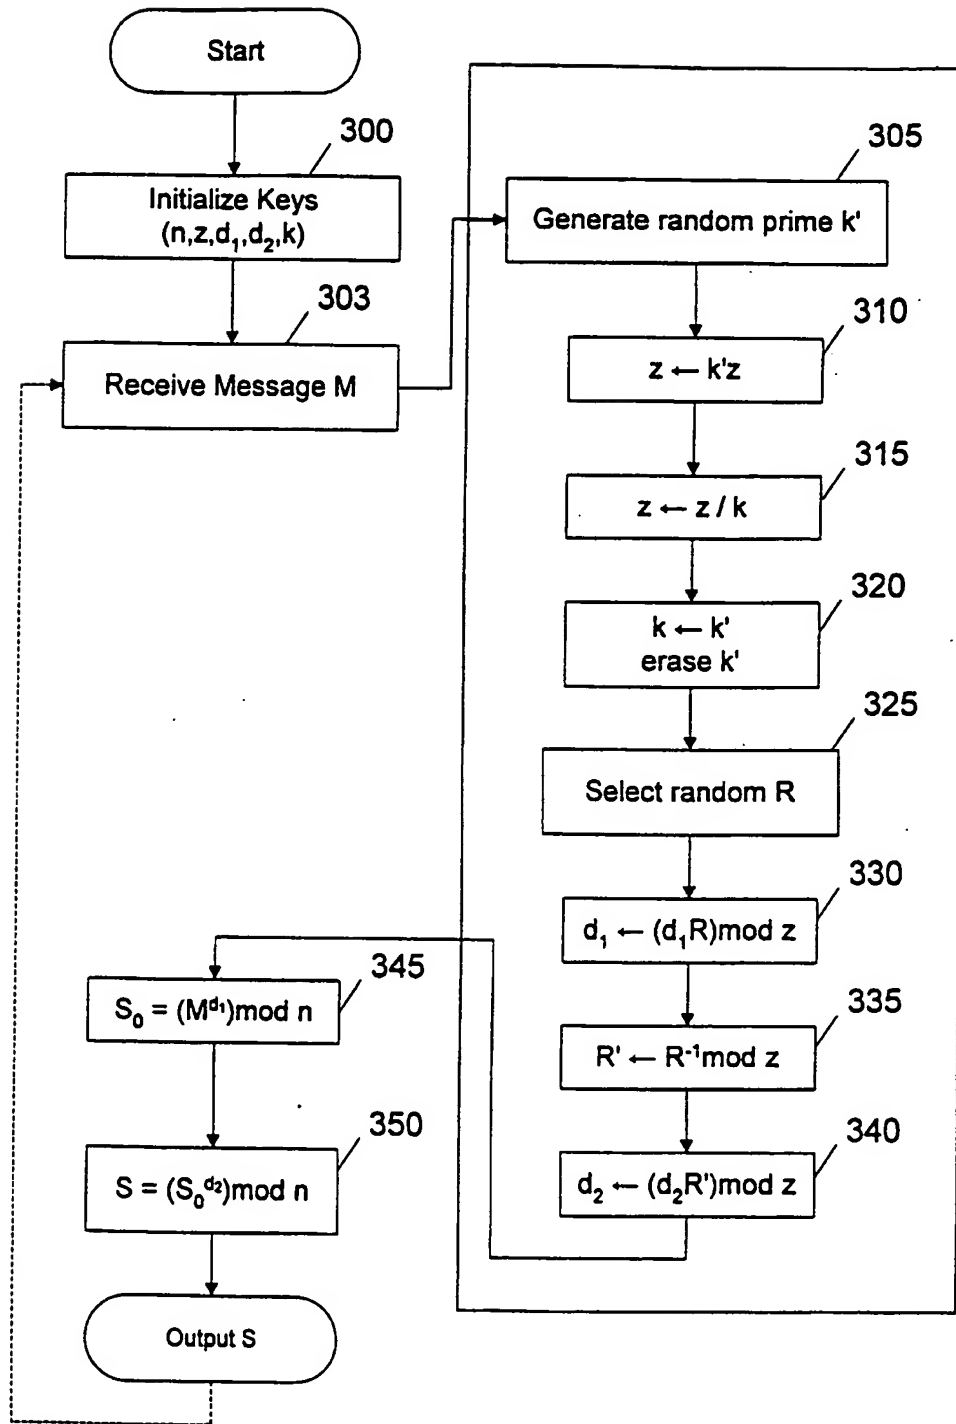 Start
300
Initialize Keys
(n,z,d₁,d₂,k)
303
Receive Message M
305
Generate random prime k'
310
z ← k'z
315
z ← z / k
320
k ← k'
erase k'
325
Select random R
330
d₁ ← (d₁R)mod z
335
R' ← R⁻¹mod z
340
d₂ ← (d₂R')mod z
345
S₀ = (M^d₁)mod n
350
S = (S₀^d₂)mod n
Output S